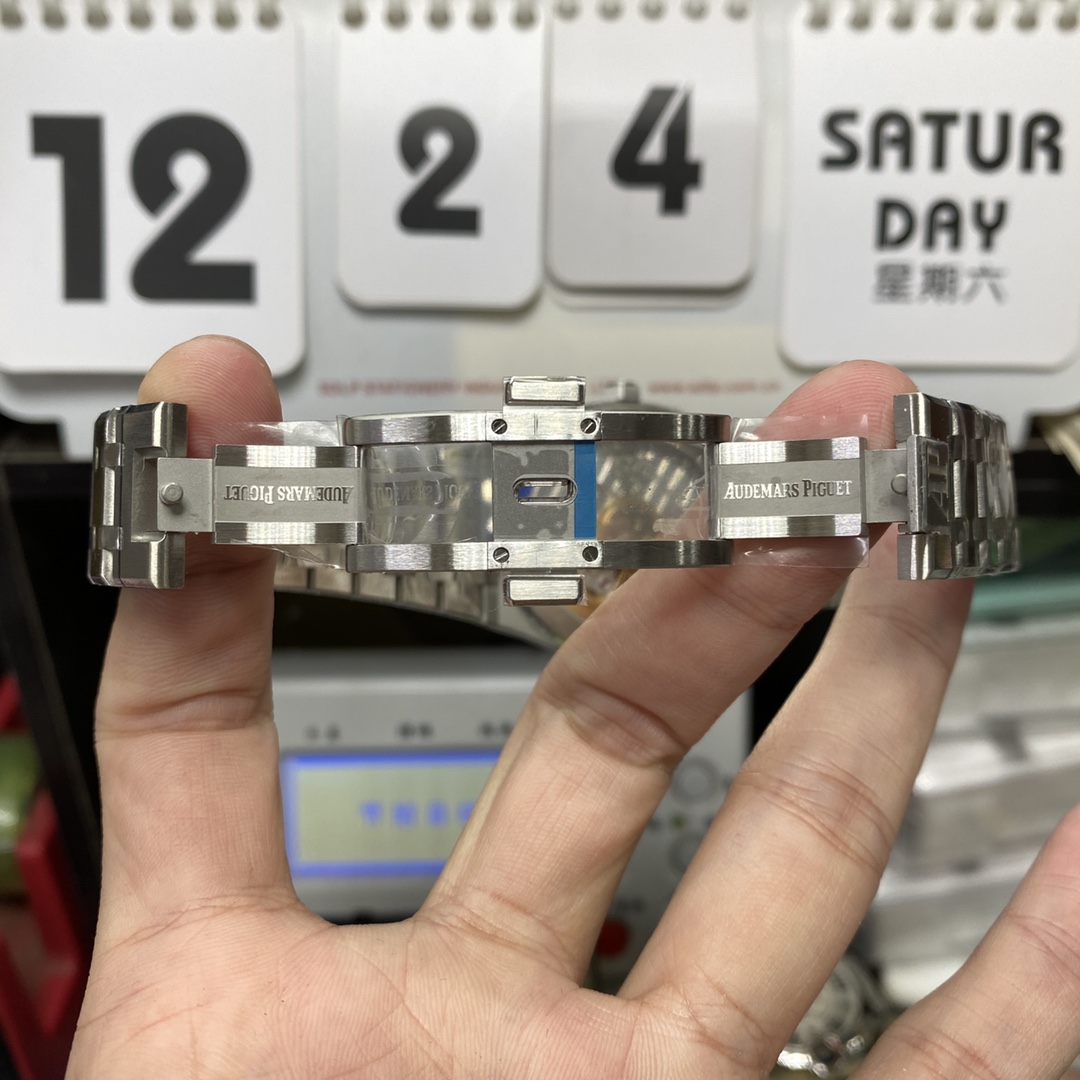 12
2
4
SATUR
DAY
星期六
AUDEMARS PIGUET
AUDEMARS PIGUET